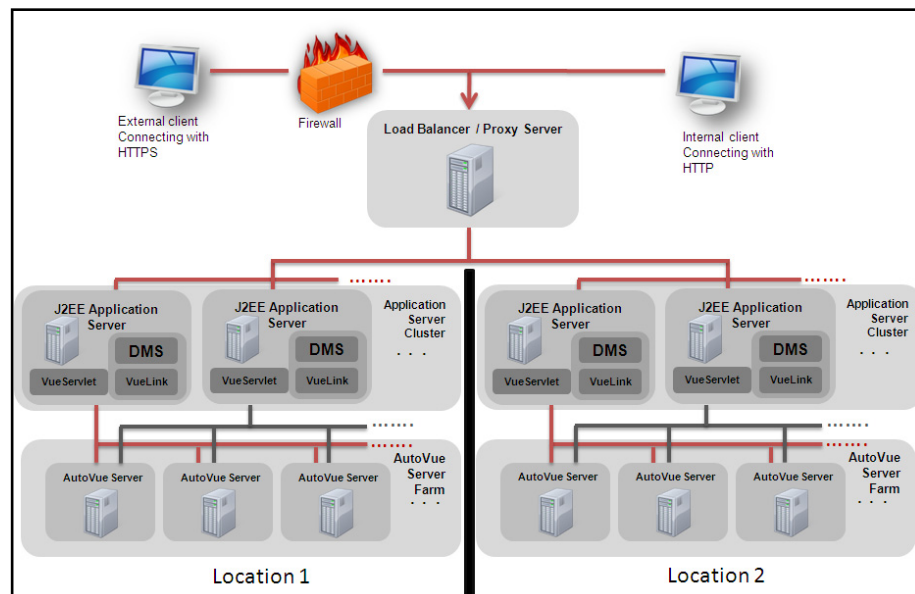 External client
Connecting with
HTTPS
Firewall
Load Balancer / Proxy Server
Internal client
Connecting with
HTTP
J2EE Application
Server
DMS
VueServlet
VueLink
J2EE Application
Server
DMS
VueServlet
VueLink
Application
Server
Cluster
. . .
J2EE Application
Server
DMS
VueServlet
VueLink
J2EE Application
Server
DMS
VueServlet
VueLink
Application
Server
Cluster
. . .
AutoVue Server
AutoVue Server
AutoVue Server
AutoVue
Server
Farm
. . .
AutoVue Server
AutoVue Server
AutoVue Server
AutoVue
Server
Farm
. . .
Location 1
Location 2